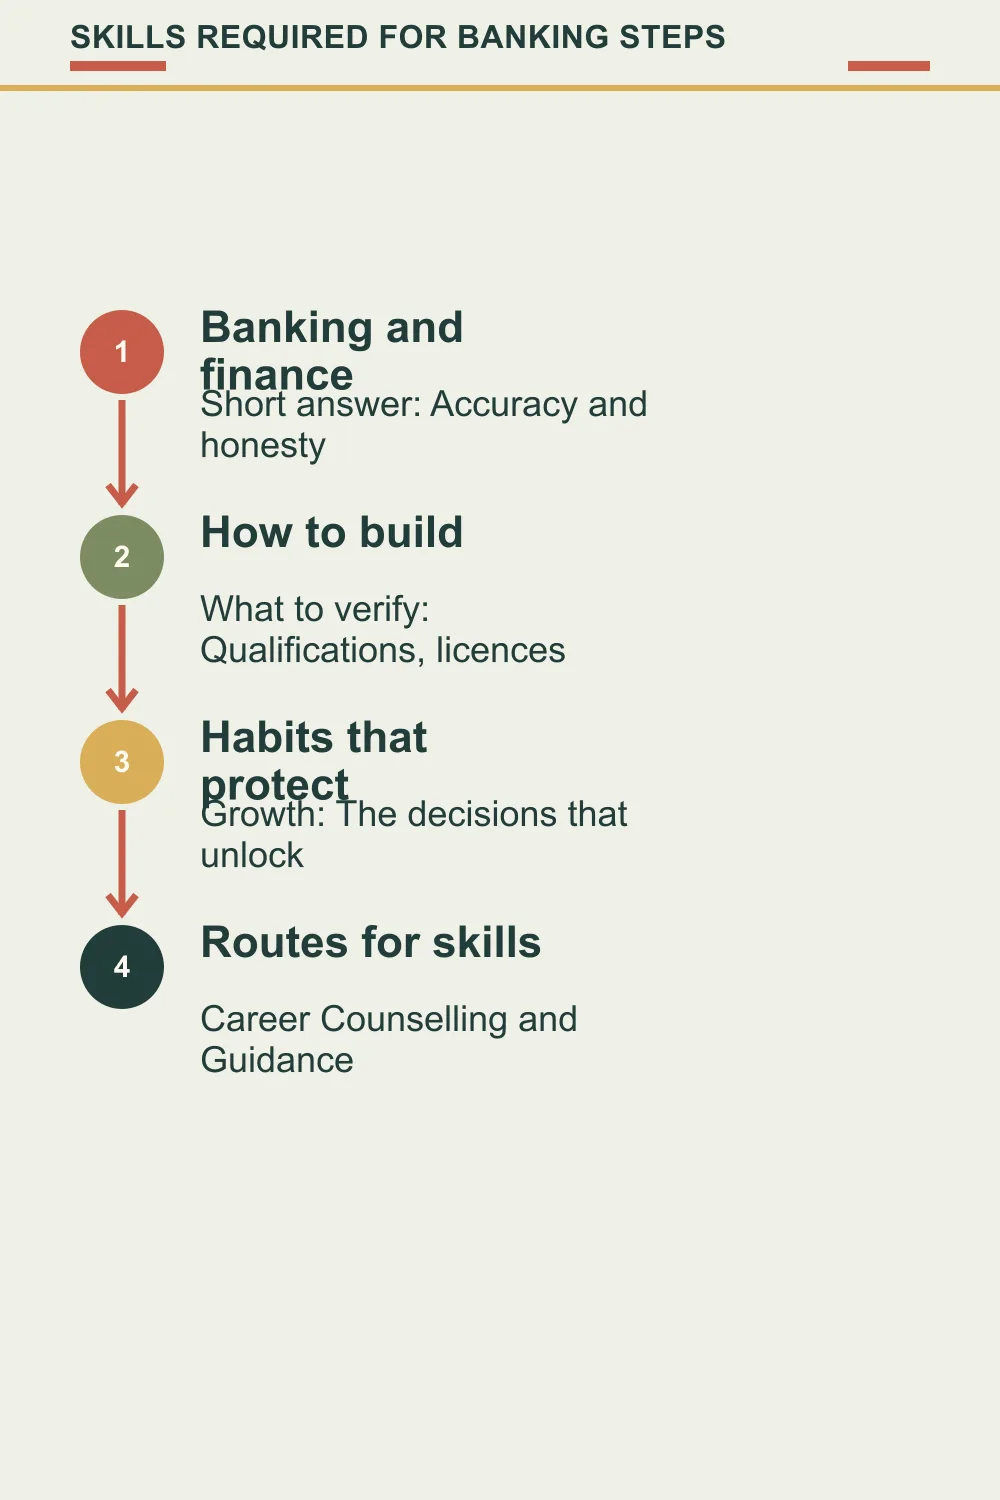 SKILLS REQUIRED FOR BANKING STEPS
1
Banking and
finance
Short answer: Accuracy and
honesty
2
How to build
What to verify:
Qualifications, licences
3
Habits that
protect
Growth: The decisions that
unlock
4
Routes for skills
Career Counselling and
Guidance